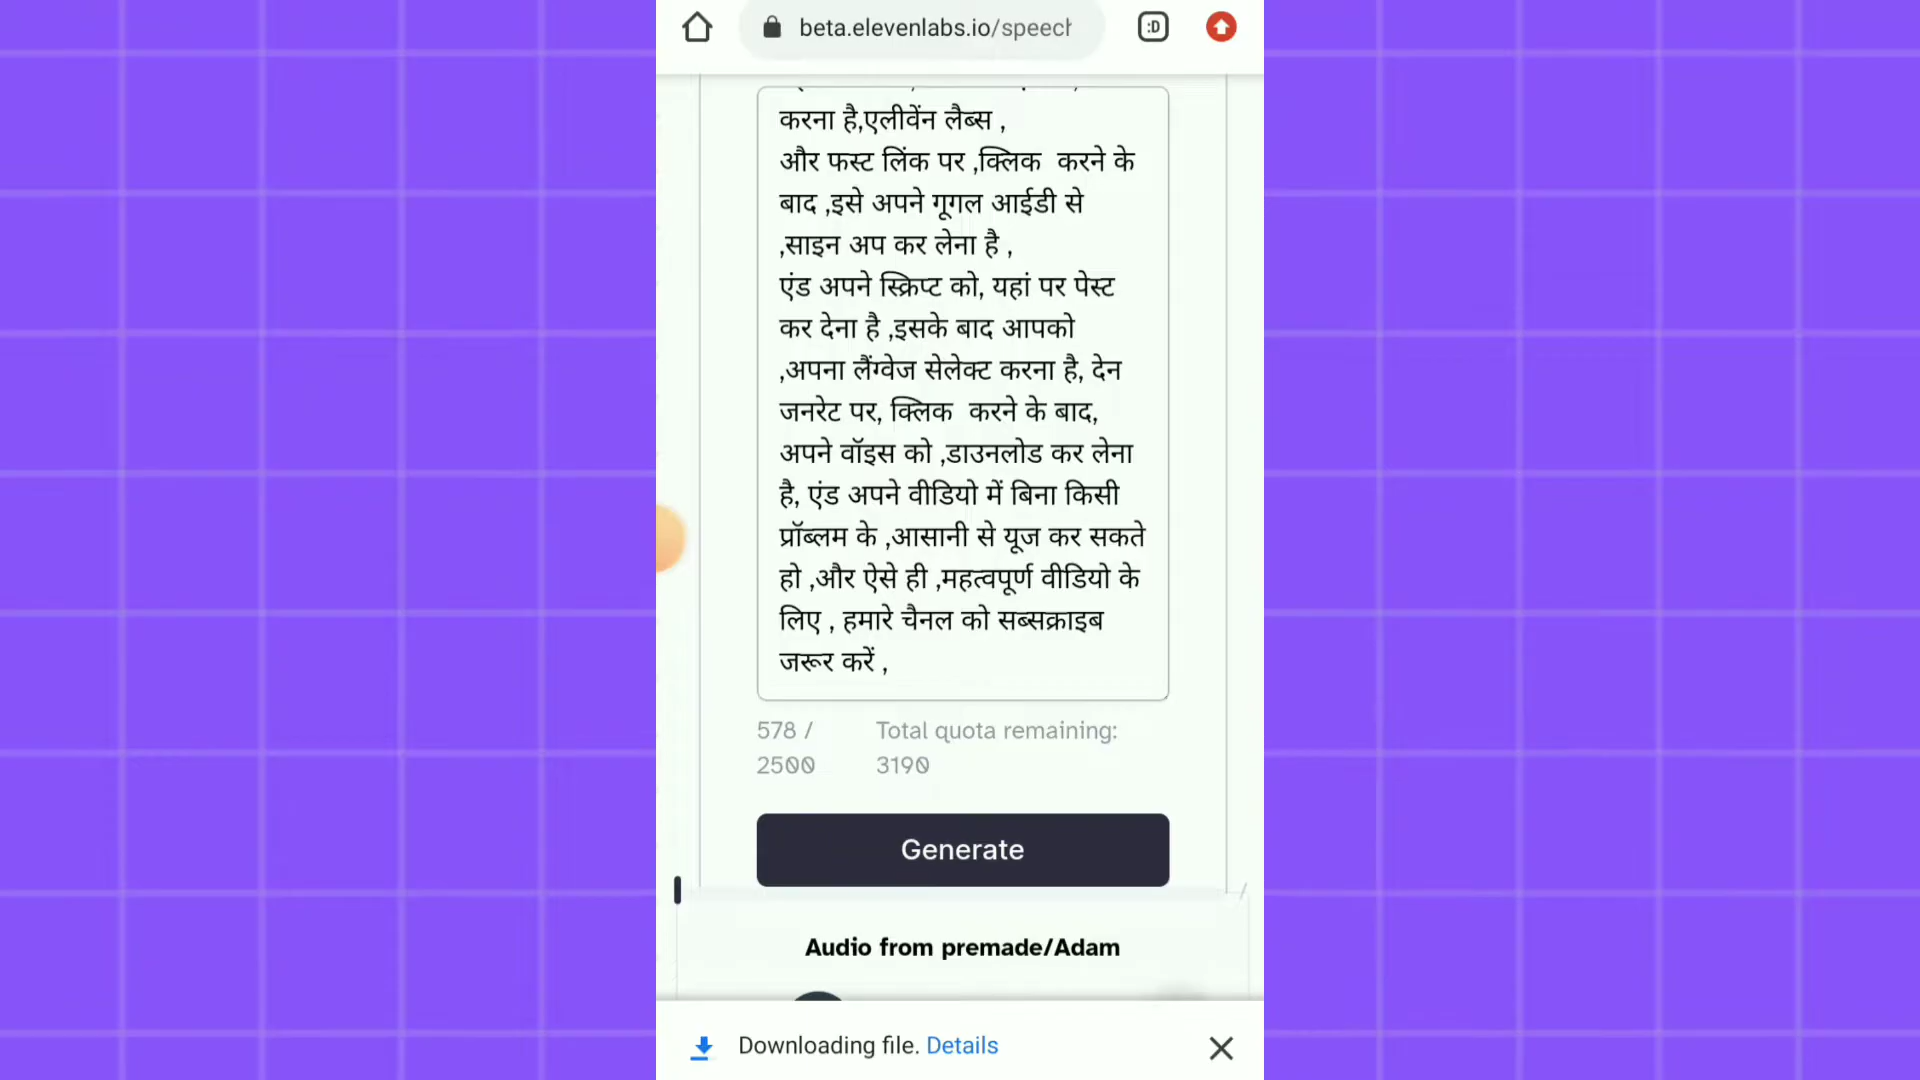 :D
beta.elevenlabs.io/speech
करना है,एलीवेंन लैब्स ,
और फस्ट लिंक पर ,क्लिक  करने के
बाद ,इसे अपने गूगल आईडी से
,साइन अप कर लेना है ,
एंड अपने स्क्रिप्ट को, यहां पर पेस्ट
कर देना है ,इसके बाद आपको
,अपना लैंग्वेज सेलेक्ट करना है, देन
जनरेट पर, क्लिक  करने के बाद,
अपने वॉइस को ,डाउनलोड कर लेना
है, एंड अपने वीडियो में बिना किसी
प्रॉब्लम के ,आसानी से यूज कर सकते
हो ,और ऐसे ही ,महत्वपूर्ण वीडियो के
लिए , हमारे चैनल को सब्सक्राइब
जरूर करें ,
578 /
2500
Total quota remaining:
3190
Generate
Audio from premade/Adam
Downloading file. Details